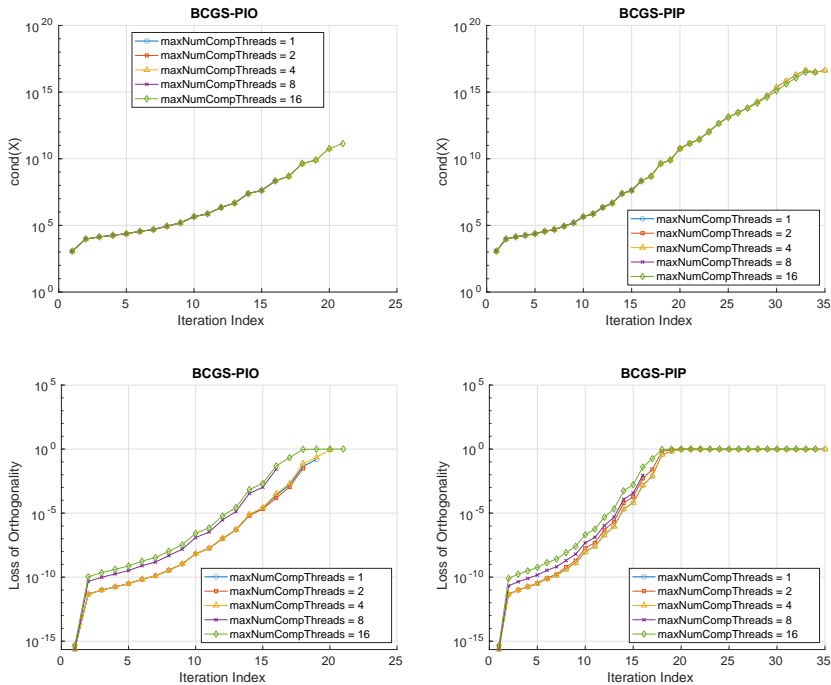 BCGS-PIO
10^20
10^15
10^10
10^5
10^0
cond(X)
maxNumCompThreads = 1
maxNumCompThreads = 2
maxNumCompThreads = 4
maxNumCompThreads = 8
maxNumCompThreads = 16
0 5 10 15 20 25
Iteration Index
BCGS-PIP
10^20
10^15
10^10
10^5
10^0
cond(X)
maxNumCompThreads = 1
maxNumCompThreads = 2
maxNumCompThreads = 4
maxNumCompThreads = 8
maxNumCompThreads = 16
0 5 10 15 20 25 30 35
Iteration Index
BCGS-PIO
10^5
10^0
10^-5
10^-10
10^-15
Loss of Orthogonality
maxNumCompThreads = 1
maxNumCompThreads = 2
maxNumCompThreads = 4
maxNumCompThreads = 8
maxNumCompThreads = 16
0 5 10 15 20 25
Iteration Index
BCGS-PIP
10^5
10^0
10^-5
10^-10
10^-15
Loss of Orthogonality
maxNumCompThreads = 1
maxNumCompThreads = 2
maxNumCompThreads = 4
maxNumCompThreads = 8
maxNumCompThreads = 16
0 5 10 15 20 25 30 35
Iteration Index